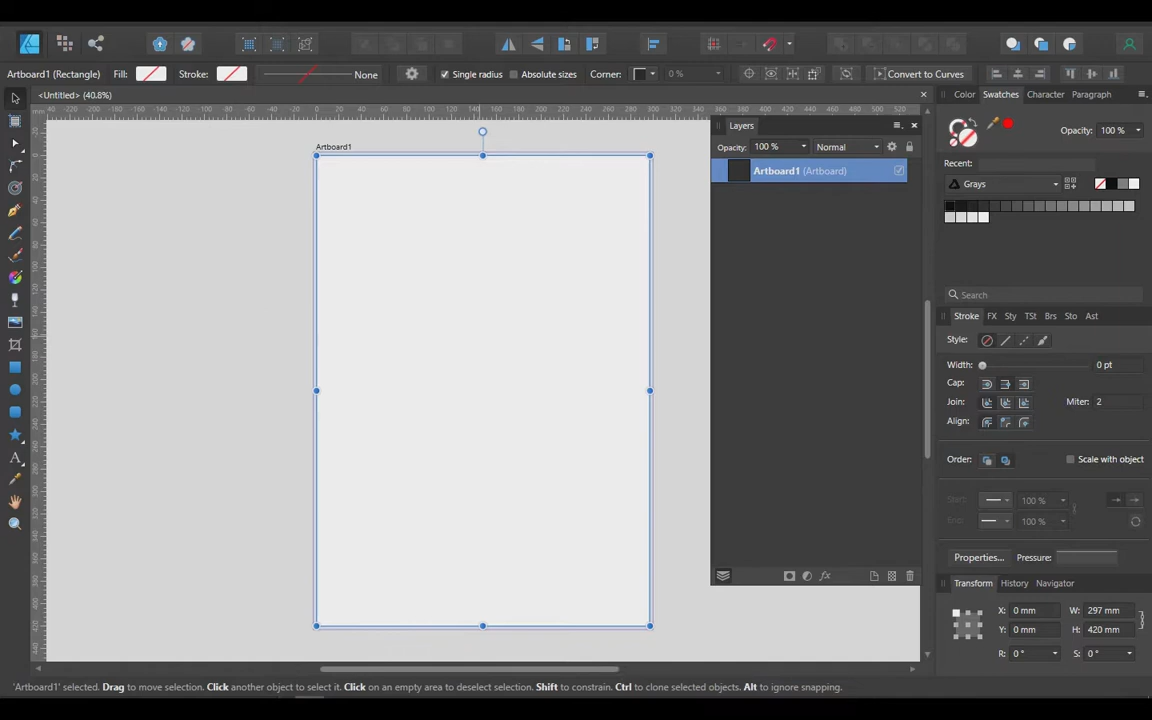 Artboard1 (Rectangle) Fill: Stroke: None Single radius Absolute sizes Corner: 0 % Convert to Curves
<Untitled> (40.8%)
Color Swatches Character Paragraph
Opacity: 100 %
Recent:
Grays
Search
Stroke FX Sty TSt Brs Sto Ast
Style:
Width: 0 pt
Cap:
Join: Miter: 2
Align:
Order: Scale with object
Start: 100 %
End: 100 %
Properties... Pressure:
Transform History Navigator
X: 0 mm W: 297 mm
Y: 0 mm H: 420 mm
R: 0 ° S: 0 °
Layers
Opacity: 100 % Normal
Artboard1 (Artboard)
Artboard1
'Artboard1' selected. Drag to move selection. Click another object to select it. Click on an empty area to deselect selection. Shift to constrain. Ctrl to clone selected objects. Alt to ignore snapping.